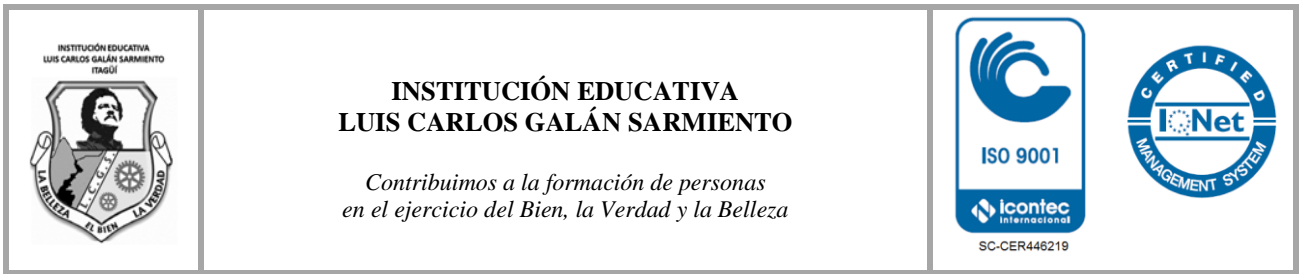 INSTITUCIÓN EDUCATIVA
LUIS CARLOS GALÁN SARMIENTO
ITAGÜÍ
L.C.G.S.
LA BELLEZA
EL BIEN
LA VERDAD
INSTITUCIÓN EDUCATIVA
LUIS CARLOS GALÁN SARMIENTO
Contribuimos a la formación de personas
en el ejercicio del Bien, la Verdad y la Belleza
ISO 9001
icontec
internacional
SC-CER446219
CERTIFIED
IQNet
MANAGEMENT SYSTEM